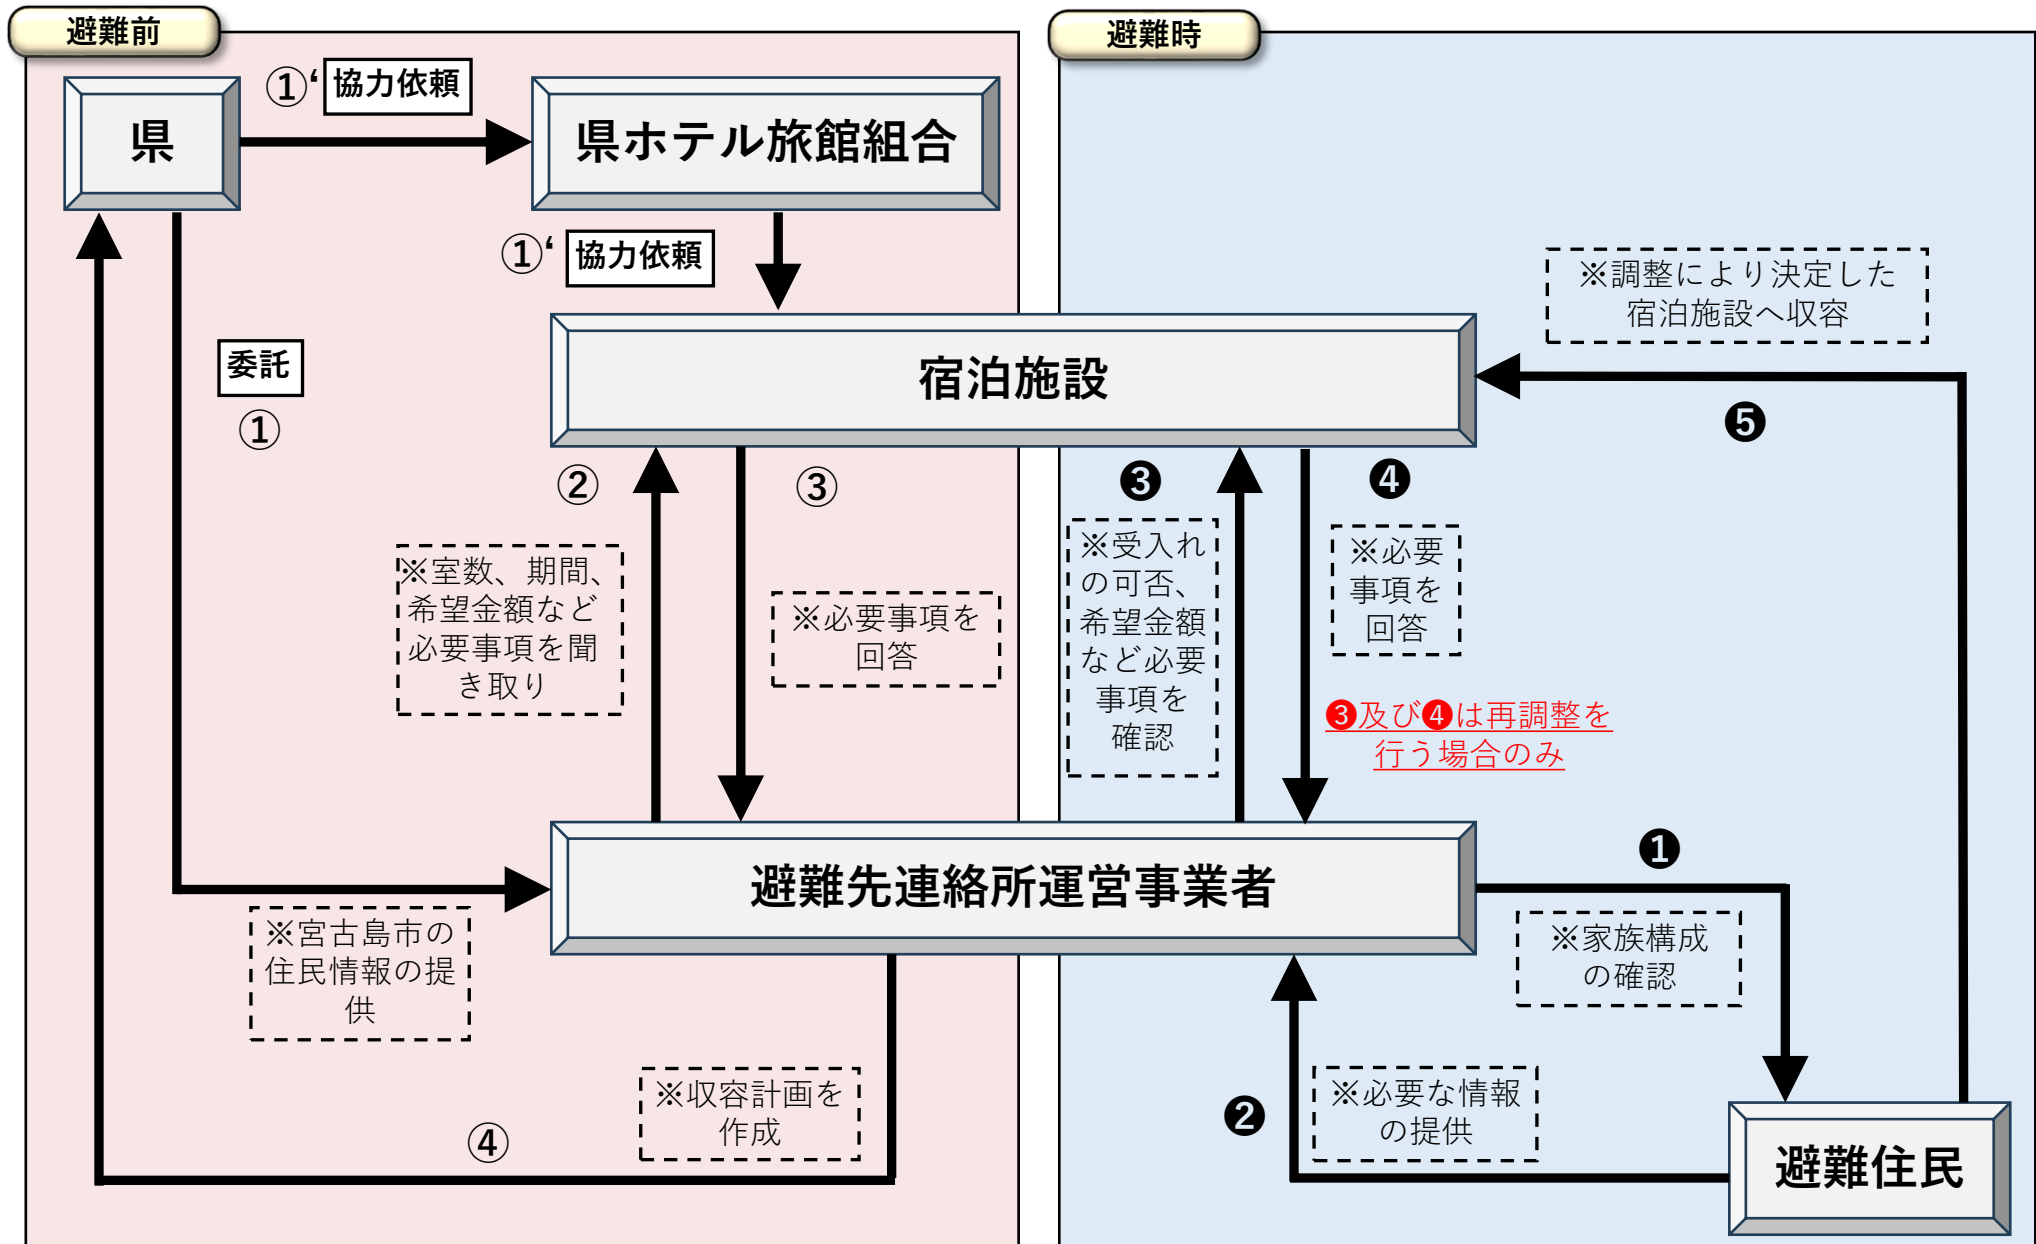 避難前
①‘
協力依頼
県
県ホテル旅館組合
①‘
協力依頼
委託
①
宿泊施設
②
③
※室数、期間、
希望金額など
必要事項を聞
き取り
※必要事項を
回答
避難先連絡所運営事業者
※宮古島市の
住民情報の提
供
※収容計画を
作成
④
避難時
※調整により決定した
宿泊施設へ収容
❺
❸
❹
※受入れ
の可否、
希望金額
など必要
事項を
確認
※必要
事項を
回答
❸及び❹は再調整を
行う場合のみ
❶
※家族構成
の確認
❷
※必要な情報
の提供
避難住民